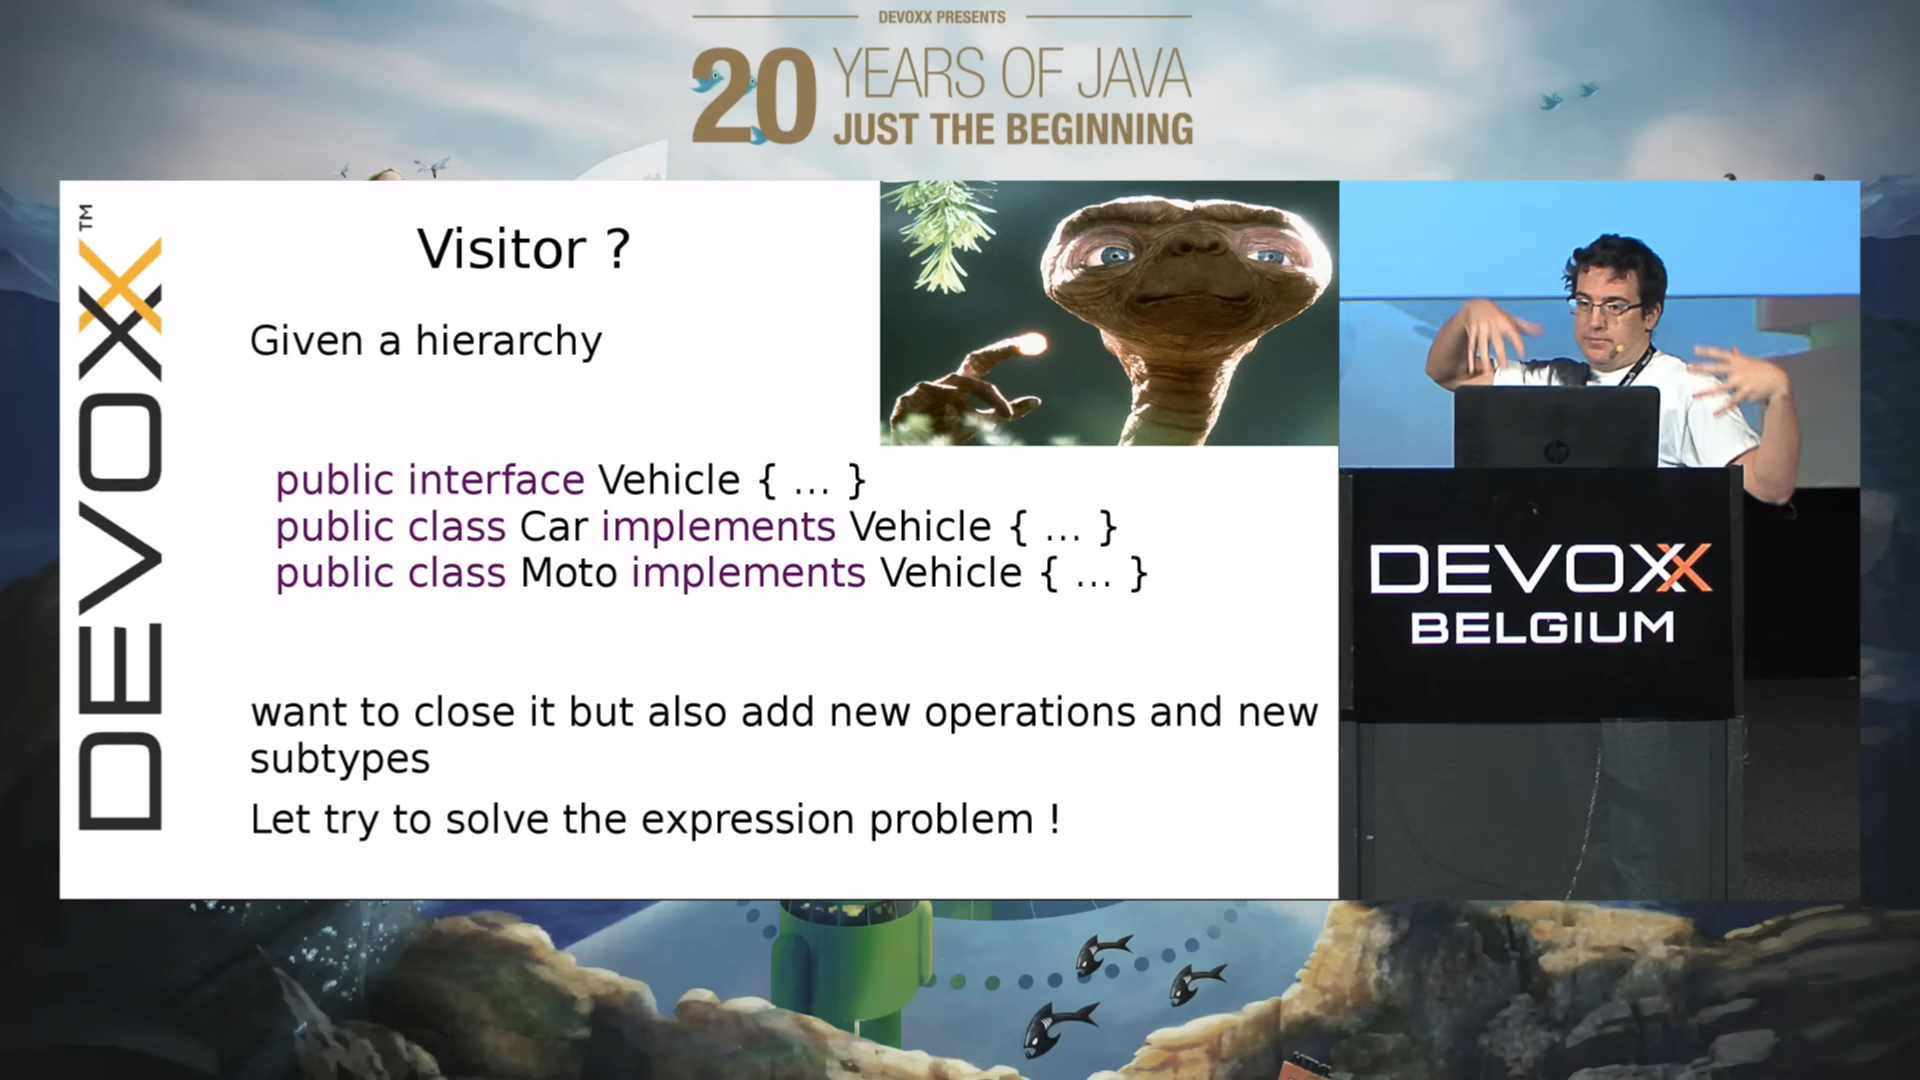 DEVOXX PRESENTS
20 YEARS OF JAVA
JUST THE BEGINNING
DEVOXX™
Visitor ?
Given a hierarchy
public interface Vehicle { … }
public class Car implements Vehicle { … }
public class Moto implements Vehicle { … }
want to close it but also add new operations and new
subtypes
Let try to solve the expression problem !
hp
DEVOXX
BELGIUM